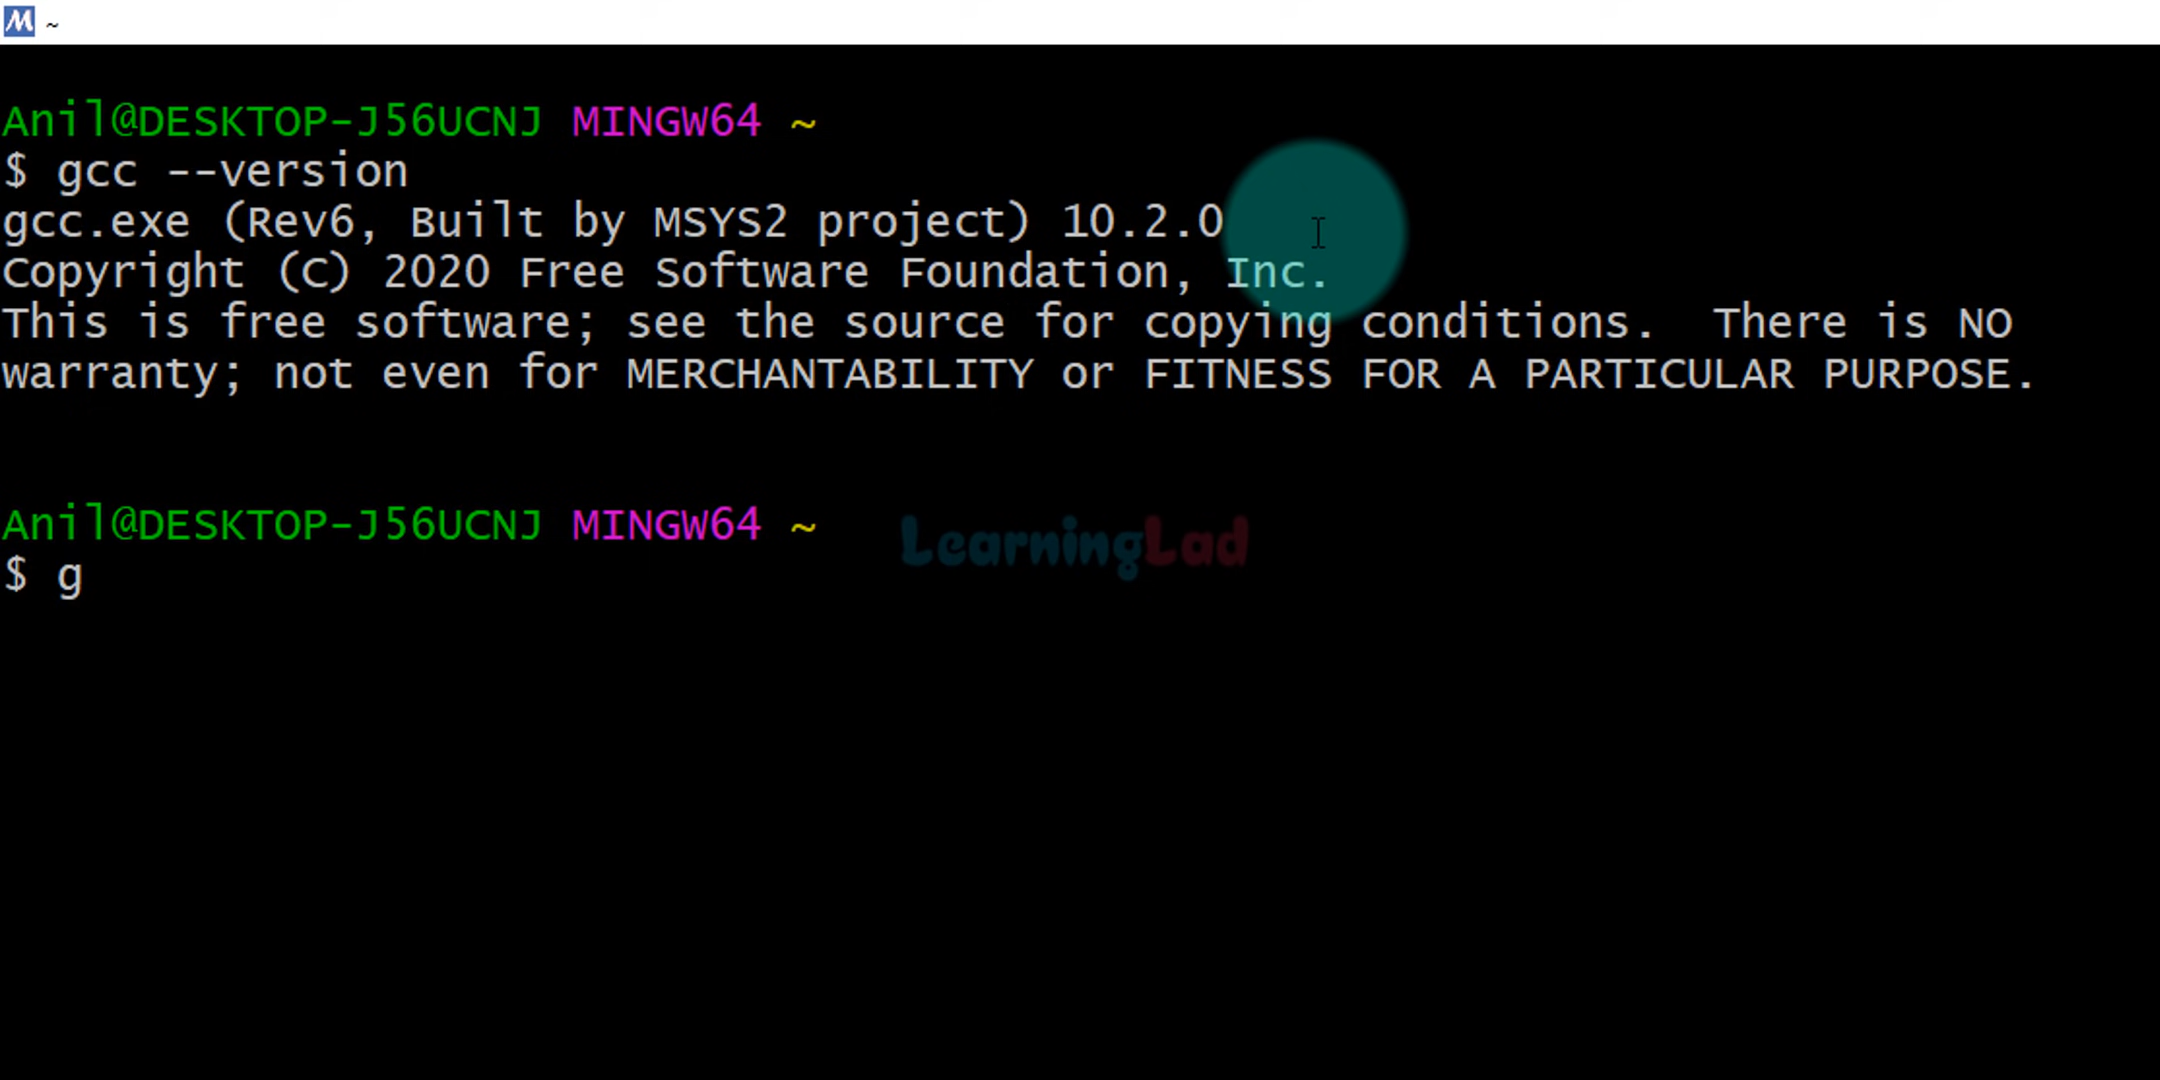 M ~
Anil@DESKTOP-J56UCNJ MINGW64 ~
$ gcc --version
gcc.exe (Rev6, Built by MSYS2 project) 10.2.0
Copyright (C) 2020 Free Software Foundation, Inc.
This is free software; see the source for copying conditions.  There is NO
warranty; not even for MERCHANTABILITY or FITNESS FOR A PARTICULAR PURPOSE.
Anil@DESKTOP-J56UCNJ MINGW64 ~
LearningLad
$ g